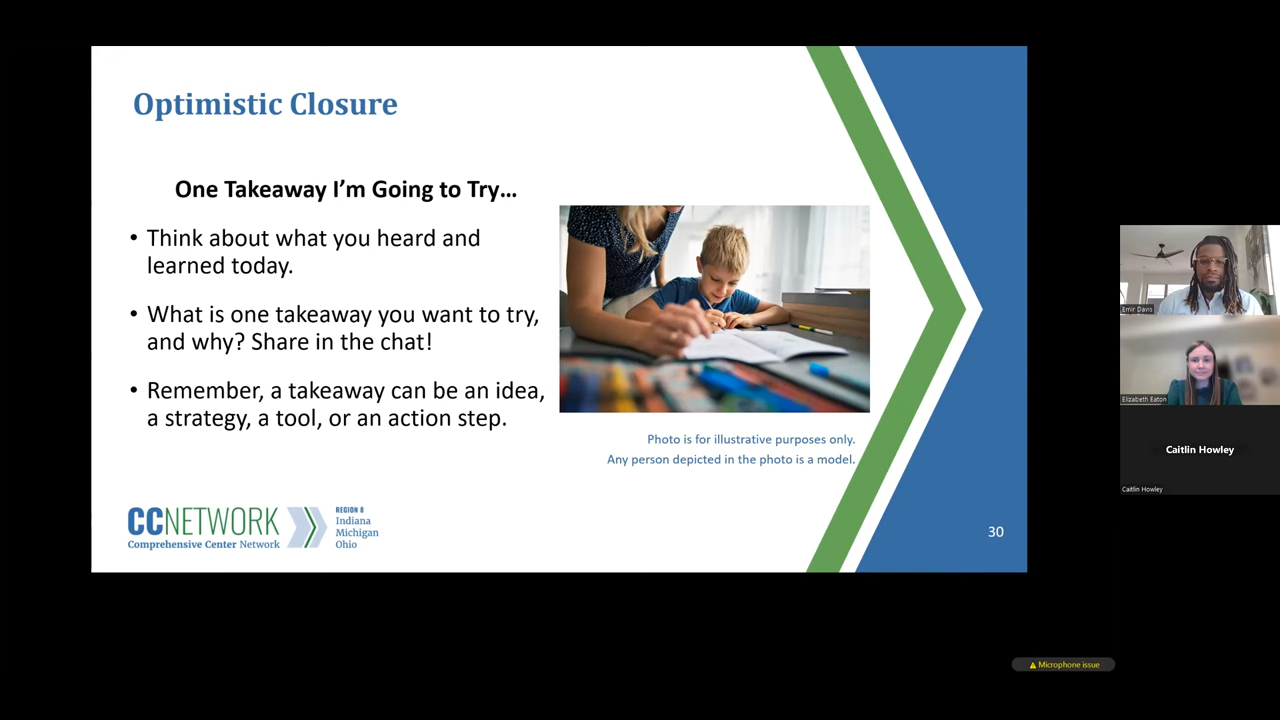 Optimistic Closure
One Takeaway I'm Going to Try…
• Think about what you heard and
learned today.
• What is one takeaway you want to try,
and why? Share in the chat!
• Remember, a takeaway can be an idea,
a strategy, a tool, or an action step.
Photo is for illustrative purposes only.
Any person depicted in the photo is a model.
CCNETWORK
Comprehensive Center Network
REGION 8
Indiana
Michigan
Ohio
30
Emir Davis
Elizabeth Eaton
Caitlin Howley
Caitlin Howley
Microphone issue